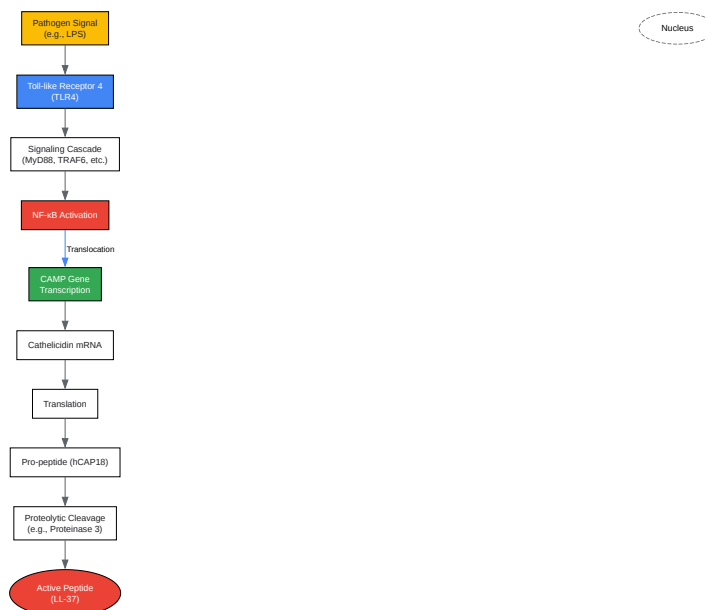 Pathogen Signal
(e.g., LPS)
Nucleus
Toll-like Receptor 4
(TLR4)
Signaling Cascade
(MyD88, TRAF6, etc.)
NF-κB Activation
Translocation
CAMP Gene
Transcription
Cathelicidin mRNA
Translation
Pro-peptide (hCAP18)
Proteolytic Cleavage
(e.g., Proteinase 3)
Active Peptide
(LL-37)